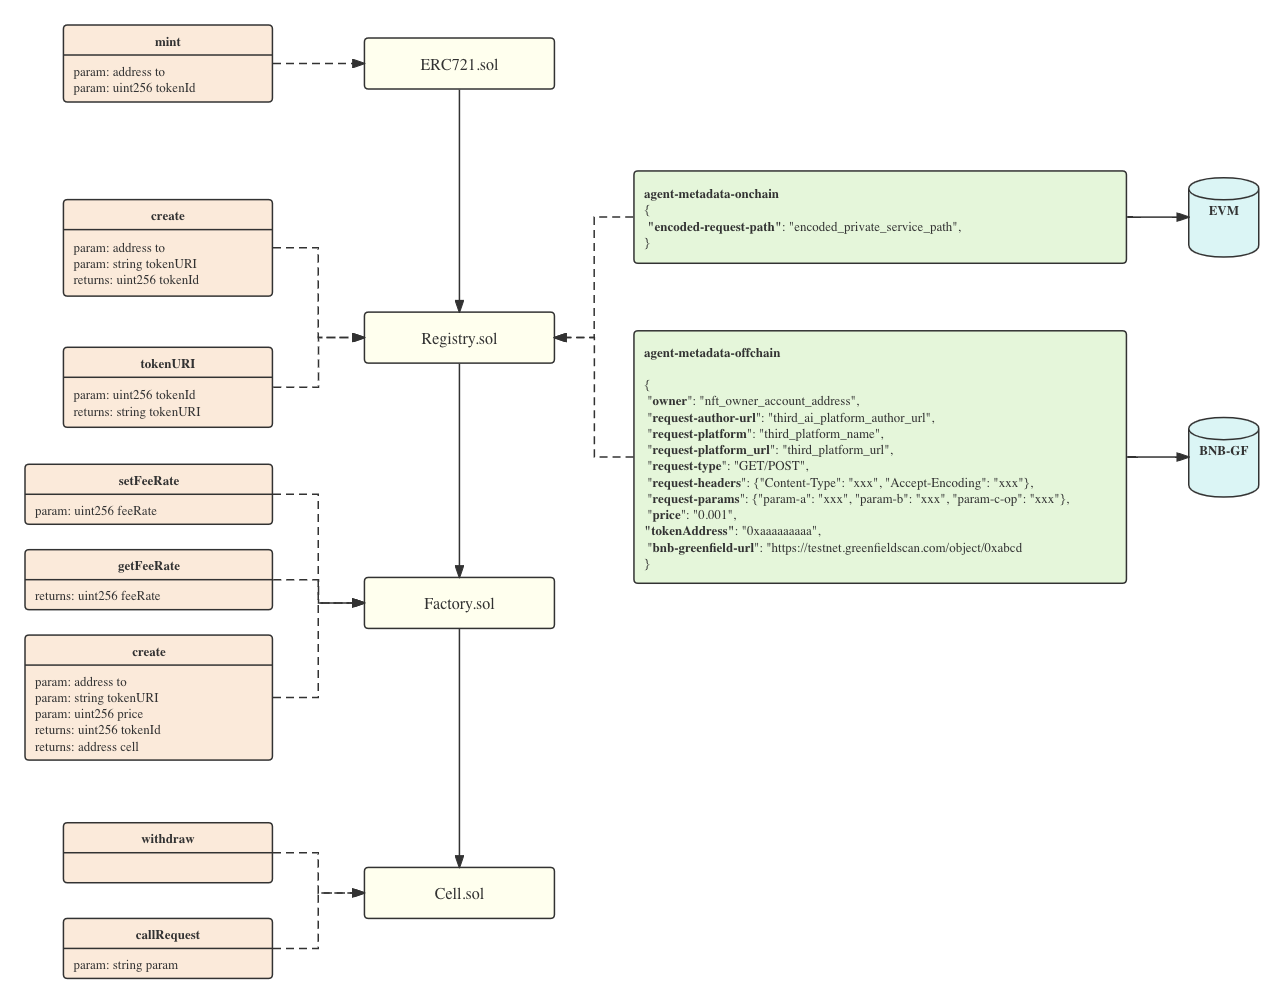 mint
param: address to
param: uint256 tokenId
ERC721.sol
create
param: address to
param: string tokenURI
returns: uint256 tokenId
tokenURI
param: uint256 tokenId
returns: string tokenURI
Registry.sol
agent-metadata-onchain
{
"encoded-request-path": "encoded_private_service_path",
}
EVM
agent-metadata-offchain
{
"owner": "nft_owner_account_address",
"request-author-url": "third_ai_platform_author_url",
"request-platform": "third_platform_name",
"request-platform_url": "third_platform_url",
"request-type": "GET/POST",
"request-headers": {"Content-Type": "xxx", "Accept-Encoding": "xxx"},
"request-params": {"param-a": "xxx", "param-b": "xxx", "param-c-op": "xxx"},
"price": "0.001",
"tokenAddress": "0xaaaaaaaaa",
"bnb-greenfield-url": "https://testnet.greenfieldscan.com/object/0xabcd
}
BNB-GF
setFeeRate
param: uint256 feeRate
getFeeRate
returns: uint256 feeRate
create
param: address to
param: string tokenURI
param: uint256 price
returns: uint256 tokenId
returns: address cell
Factory.sol
withdraw
callRequest
param: string param
Cell.sol